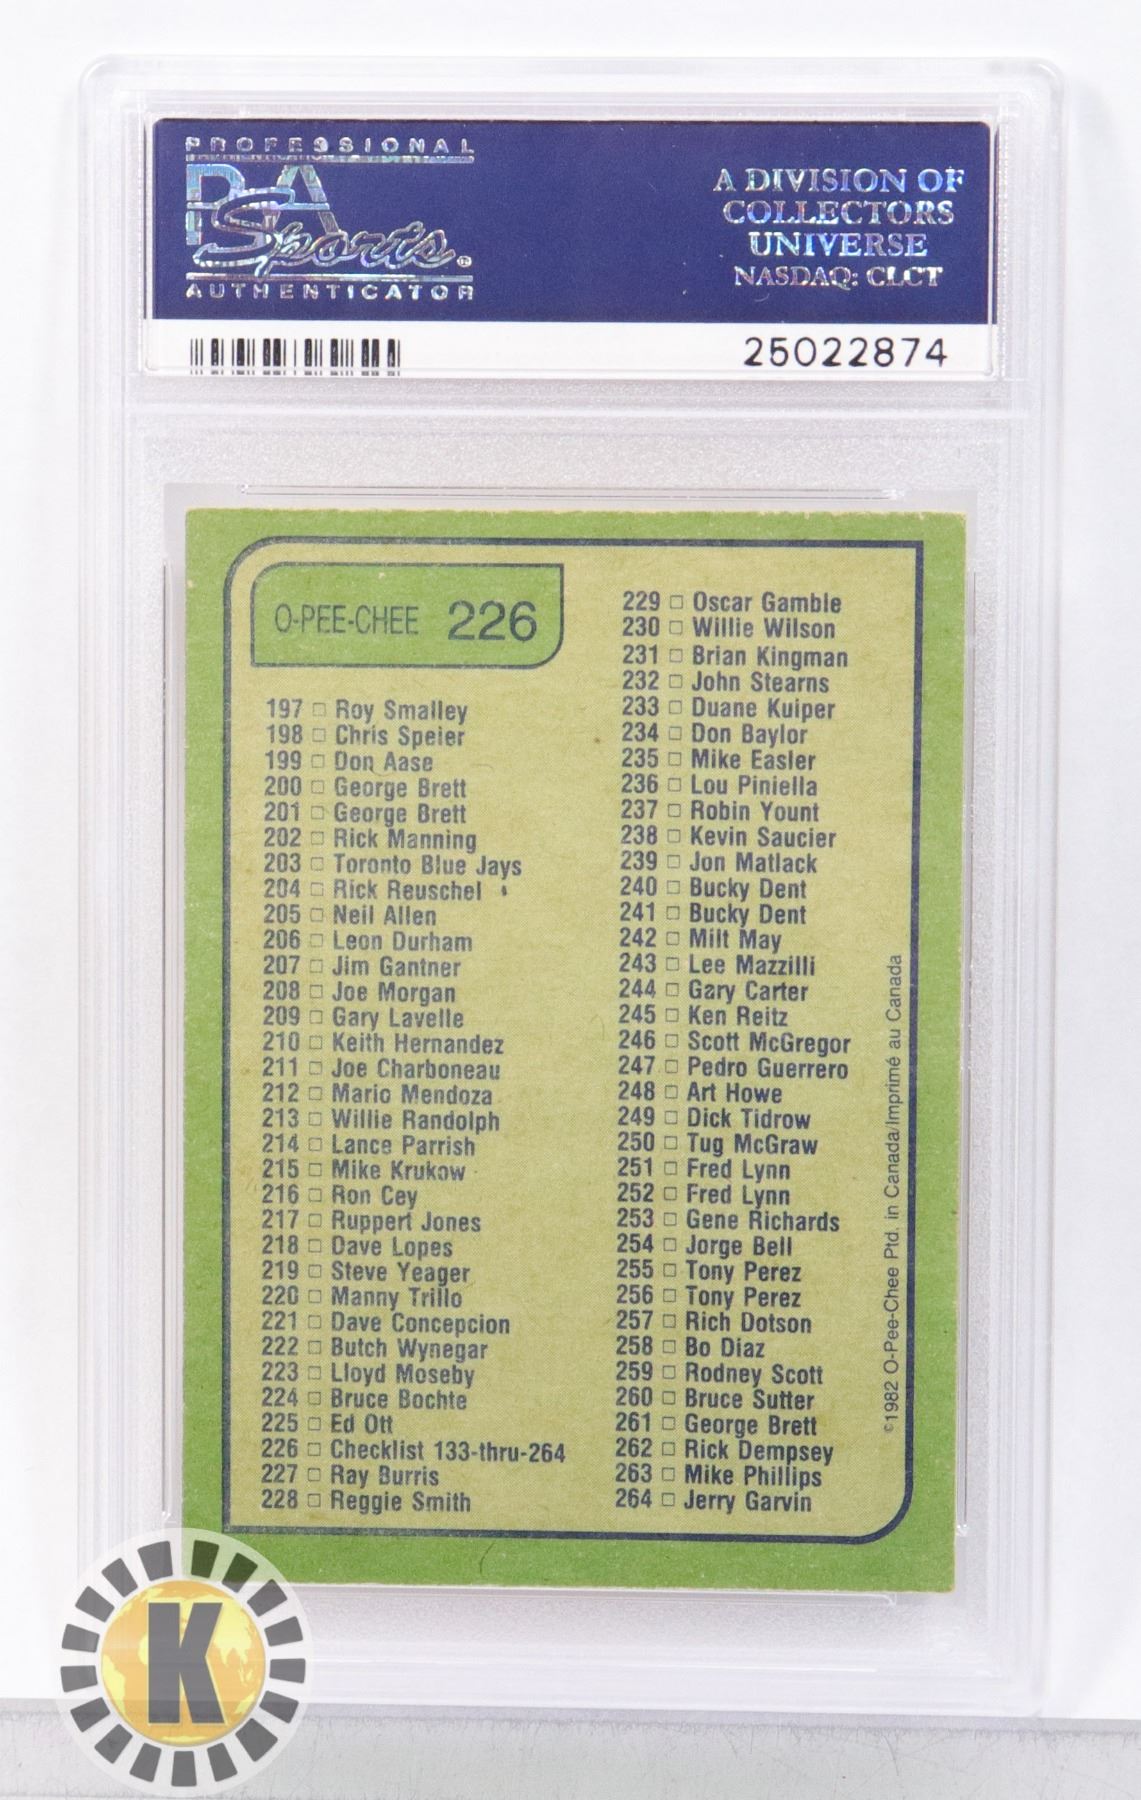 PROFESSIONAL
PSA
Sports®
AUTHENTICATOR
A DIVISION OF
COLLECTORS
UNIVERSE
NASDAQ: CLCT
25022874
O-PEE-CHEE 226
197 □ Roy Smalley
198 □ Chris Speier
199 □ Don Aase
200 □ George Brett
201 □ George Brett
202 □ Rick Manning
203 □ Toronto Blue Jays
204 □ Rick Reuschel
205 □ Neil Allen
206 □ Leon Durham
207 □ Jim Gantner
208 □ Joe Morgan
209 □ Gary Lavelle
210 □ Keith Hernandez
211 □ Joe Charboneau
212 □ Mario Mendoza
213 □ Willie Randolph
214 □ Lance Parrish
215 □ Mike Krukow
216 □ Ron Cey
217 □ Ruppert Jones
218 □ Dave Lopes
219 □ Steve Yeager
220 □ Manny Trillo
221 □ Dave Concepcion
222 □ Butch Wynegar
223 □ Lloyd Moseby
224 □ Bruce Bochte
225 □ Ed Ott
226 □ Checklist 133-thru-264
227 □ Ray Burris
228 □ Reggie Smith
229 □ Oscar Gamble
230 □ Willie Wilson
231 □ Brian Kingman
232 □ John Stearns
233 □ Duane Kuiper
234 □ Don Baylor
235 □ Mike Easler
236 □ Lou Piniella
237 □ Robin Yount
238 □ Kevin Saucier
239 □ Jon Matlack
240 □ Bucky Dent
241 □ Bucky Dent
242 □ Milt May
243 □ Lee Mazzilli
244 □ Gary Carter
245 □ Ken Reitz
246 □ Scott McGregor
247 □ Pedro Guerrero
248 □ Art Howe
249 □ Dick Tidrow
250 □ Tug McGraw
251 □ Fred Lynn
252 □ Fred Lynn
253 □ Gene Richards
254 □ Jorge Bell
255 □ Tony Perez
256 □ Tony Perez
257 □ Rich Dotson
258 □ Bo Diaz
259 □ Rodney Scott
260 □ Bruce Sutter
261 □ George Brett
262 □ Rick Dempsey
263 □ Mike Phillips
264 □ Jerry Garvin
©1982 O-Pee-Chee Ptd. in Canada/Imprimé au Canada
K